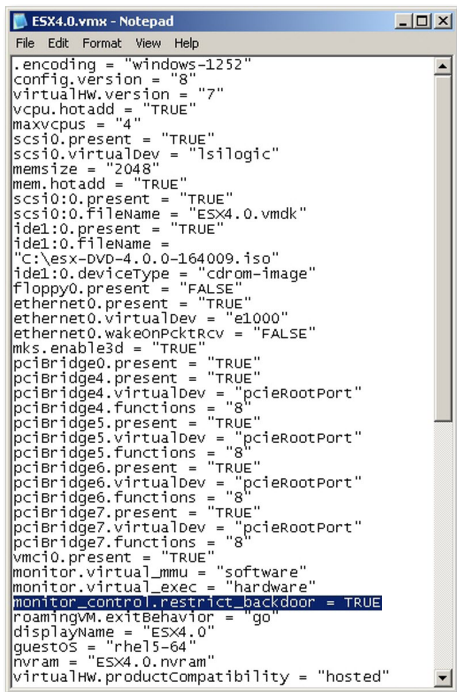 ESX4.0.vmx - Notepad
File Edit Format View Help
.encoding = "windows-1252"
config.version = "8"
virtualHW.version = "7"
vcpu.hotadd = "TRUE"
maxvcpus = "4"
scsi0.present = "TRUE"
scsi0.virtualDev = "lsilogic"
memsize = "2048"
mem.hotadd = "TRUE"
scsi0:0.present = "TRUE"
scsi0:0.fileName = "ESX4.0.vmdk"
ide1:0.present = "TRUE"
ide1:0.fileName =
"C:\esx-DVD-4.0.0-164009.iso"
ide1:0.deviceType = "cdrom-image"
floppy0.present = "FALSE"
ethernet0.present = "TRUE"
ethernet0.virtualDev = "e1000"
ethernet0.wakeOnPcktRcv = "FALSE"
mks.enable3d = "TRUE"
pciBridge0.present = "TRUE"
pciBridge4.present = "TRUE"
pciBridge4.virtualDev = "pcieRootPort"
pciBridge4.functions = "8"
pciBridge5.present = "TRUE"
pciBridge5.virtualDev = "pcieRootPort"
pciBridge5.functions = "8"
pciBridge6.present = "TRUE"
pciBridge6.virtualDev = "pcieRootPort"
pciBridge6.functions = "8"
pciBridge7.present = "TRUE"
pciBridge7.virtualDev = "pcieRootPort"
pciBridge7.functions = "8"
vmci0.present = "TRUE"
monitor.virtual_mmu = "software"
monitor.virtual_exec = "hardware"
monitor_control.restrict_backdoor = TRUE
roamingVM.exitBehavior = "go"
displayName = "ESX4.0"
guestOS = "rhel5-64"
nvram = "ESX4.0.nvram"
virtualHW.productCompatibility = "hosted"